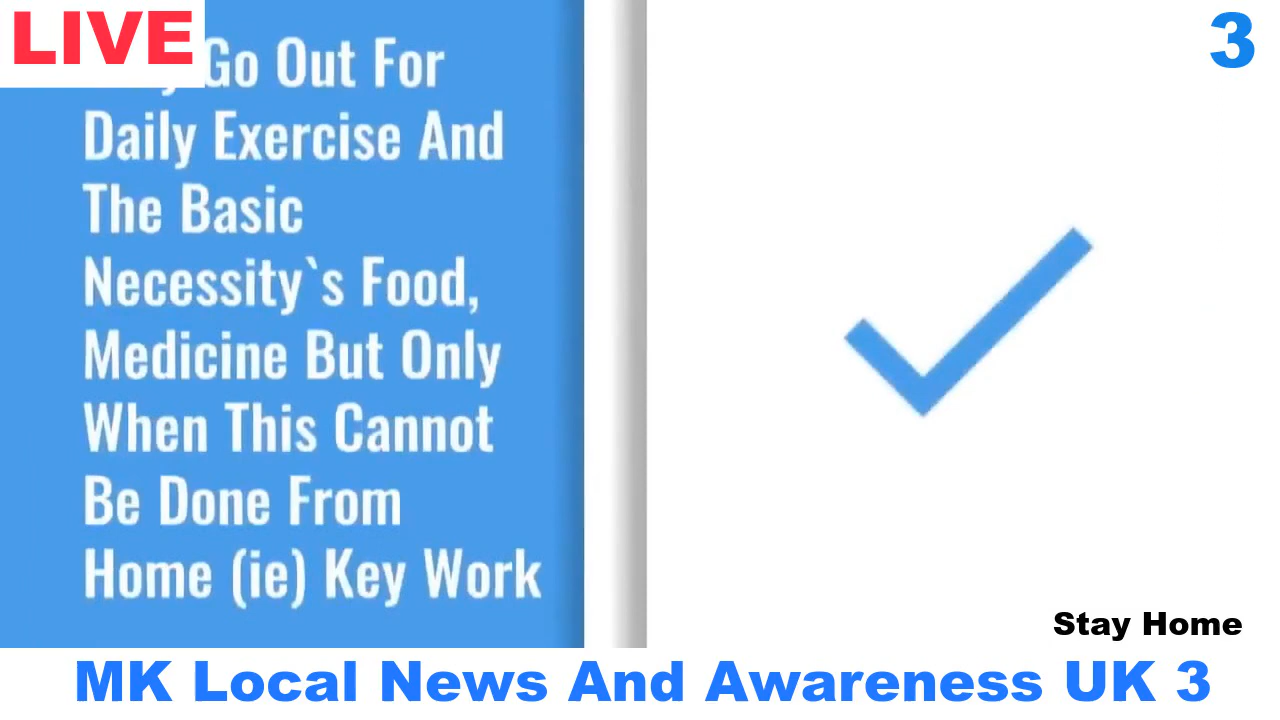 LIVE
3
Go Out For
Daily Exercise And
The Basic
Necessity`s Food,
Medicine But Only
When This Cannot
Be Done From
Home (ie) Key Work
Stay Home
MK Local News And Awareness UK 3